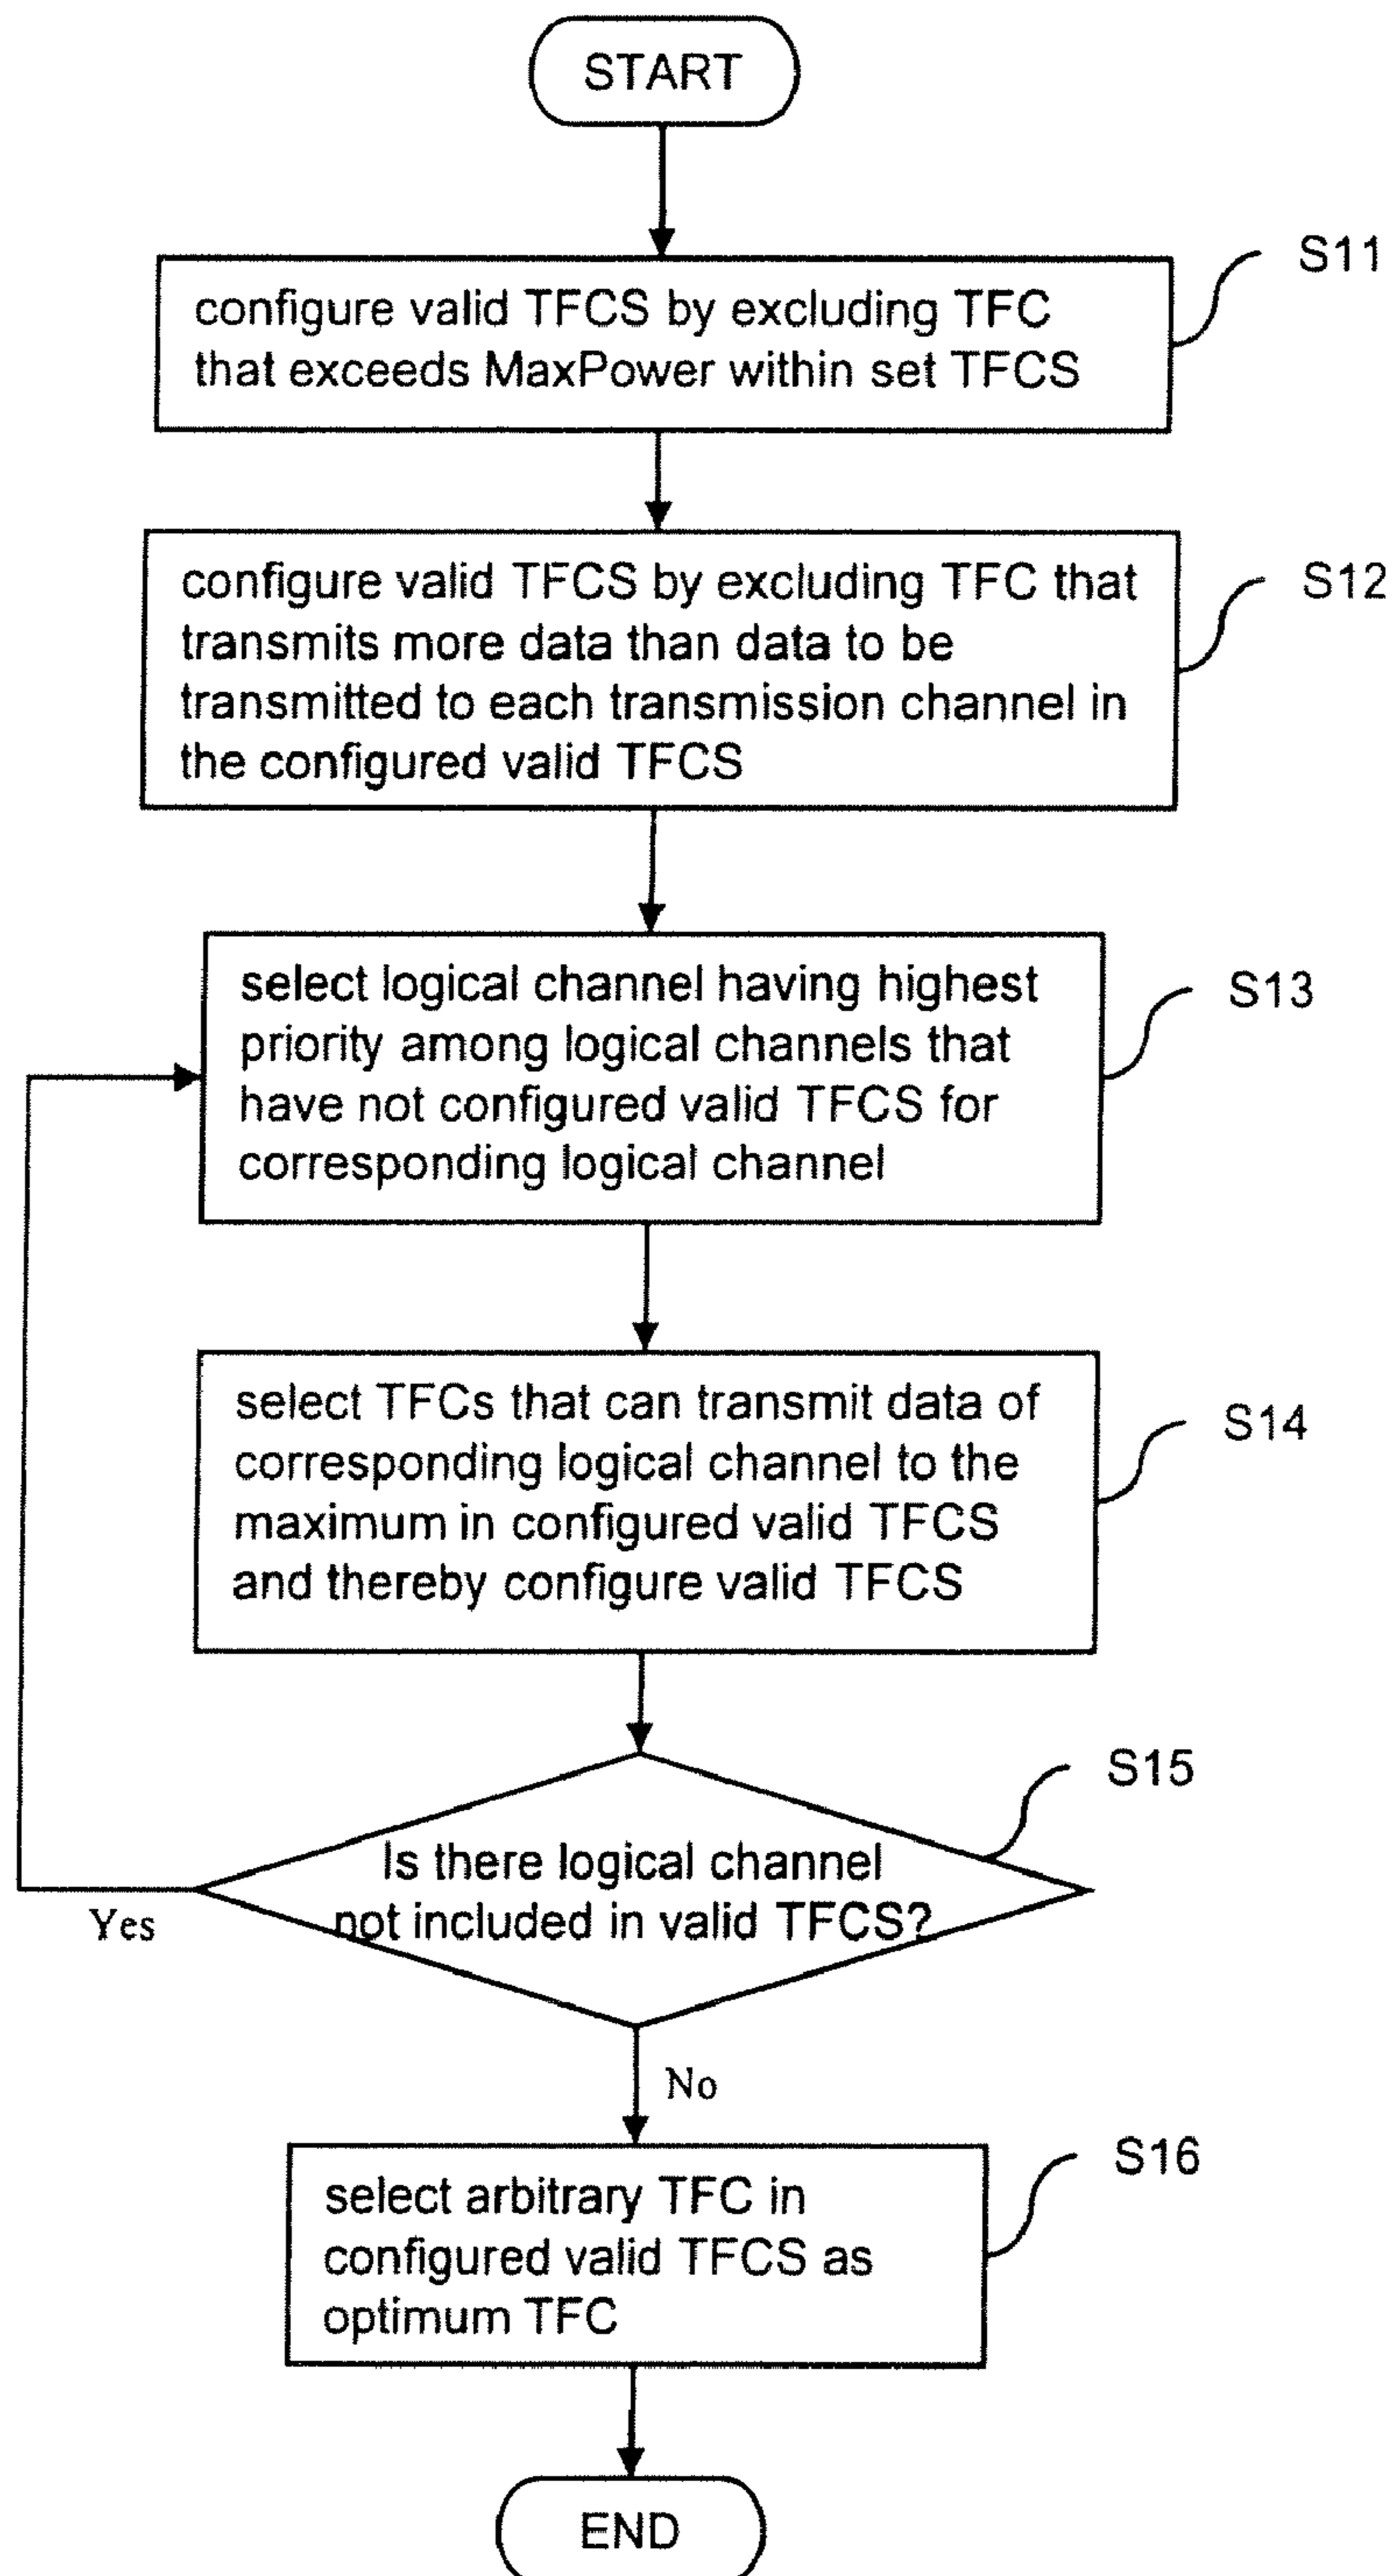 START
S11
configure valid TFCS by excluding TFC
that exceeds MaxPower within set TFCS
S12
configure valid TFCS by excluding TFC that
transmits more data than data to be
transmitted to each transmission channel in
the configured valid TFCS
S13
select logical channel having highest
priority among logical channels that
have not configured valid TFCS for
corresponding logical channel
S14
select TFCs that can transmit data of
corresponding logical channel to the
maximum in configured valid TFCS
and thereby configure valid TFCS
S15
Is there logical channel
not included in valid TFCS?
Yes
No
S16
select arbitrary TFC in
configured valid TFCS as
optimum TFC
END